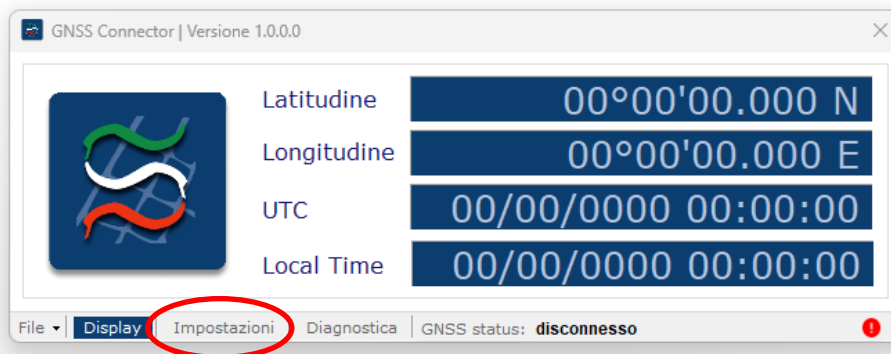 GNSS Connector | Versione 1.0.0.0
Latitudine 00°00'00.000 N
Longitudine 00°00'00.000 E
UTC 00/00/0000 00:00:00
Local Time 00/00/0000 00:00:00
File Display Impostazioni Diagnostica GNSS status: disconnesso